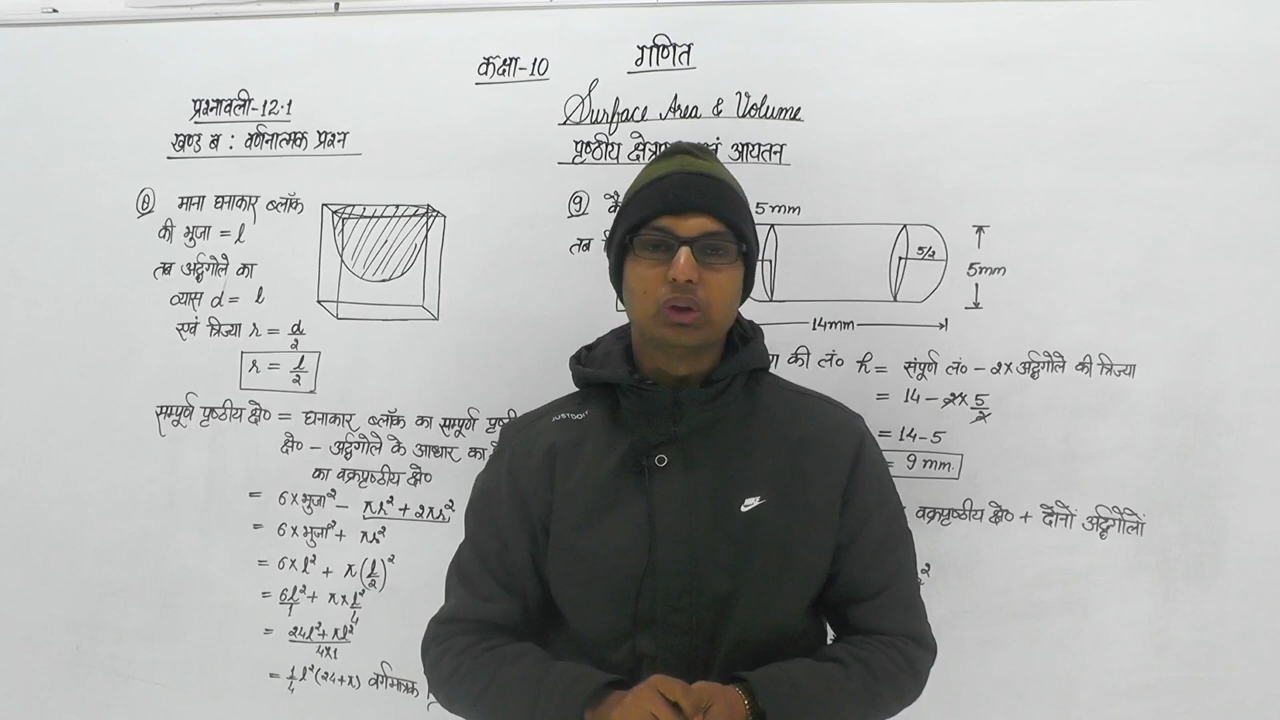 कक्षा-10
गणित
Surface Area & Volume
पृष्ठीय आयतन
प्रश्नावली-12.1
खण्ड ब : वर्णनात्मक प्रश्न
⑧ माना घनाकार ब्लॉक
की भुजा = l
तब अर्द्धगोले का
व्यास d = l
एवं त्रिज्या r = d/2
r = l/2
सम्पूर्ण पृष्ठीय क्षे० = घनाकार ब्लॉक का सम्पूर्ण
क्षे० - अर्द्धगोले के आधार का
का वक्रपृष्ठीय क्षे०
= 6×भुजा² - πr² + 2πr²
= 6×भुजा² + πr²
= 6×l² + π(l/2)²
= 6l²/1 + π×l²/4
= 24l²+πl²/4×1
= 1/4 l²(24+π) वर्गमात्रक
⑨
तब
5mm
5/2
5mm
14mm
की लं० h = संपूर्ण लं० - 2×अर्द्धगोले की त्रिज्या
= 14 - 2×5/2
= 14-5
= 9 mm.
वक्रपृष्ठीय क्षे० + दोनों अर्द्धगोलों
JUSTDOIT